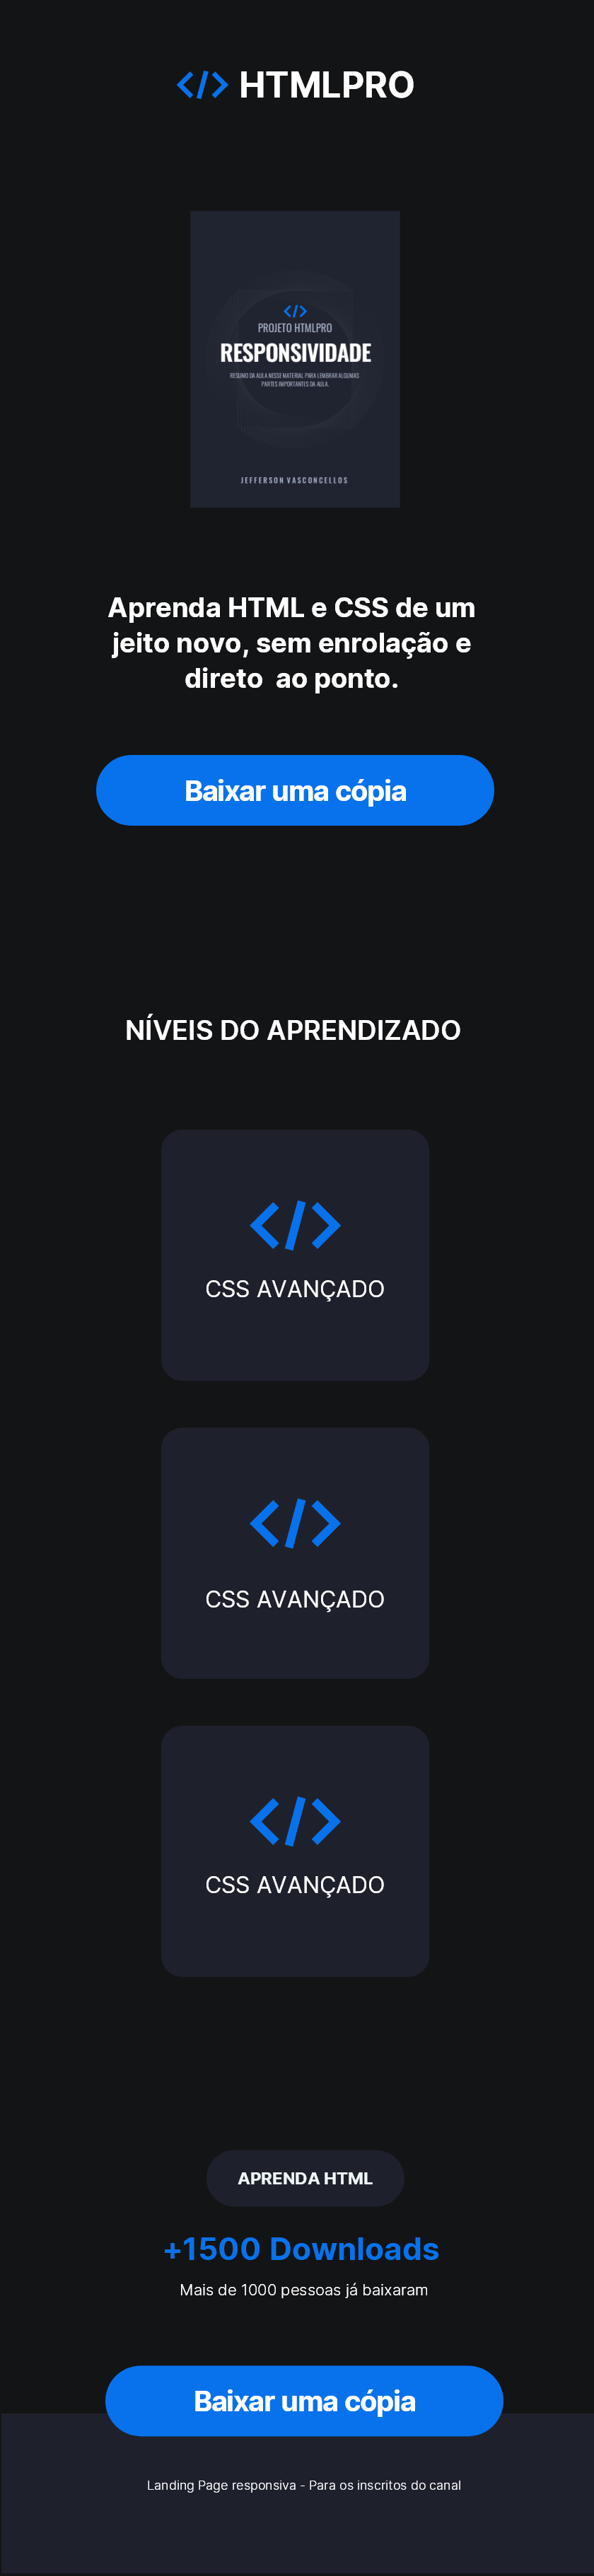 </> HTMLPRO
</>
PROJETO HTMLPRO
RESPONSIVIDADE
RESUMO DA AULA NESSE MATERIAL PARA LEMBRAR ALGUMAS
PARTES IMPORTANTES DA AULA.
JEFFERSON VASCONCELLOS
Aprenda HTML e CSS de um
jeito novo, sem enrolação e
direto  ao ponto.
Baixar uma cópia
NÍVEIS DO APRENDIZADO
</>
CSS AVANÇADO
</>
CSS AVANÇADO
</>
CSS AVANÇADO
APRENDA HTML
+1500 Downloads
Mais de 1000 pessoas já baixaram
Baixar uma cópia
Landing Page responsiva - Para os inscritos do canal